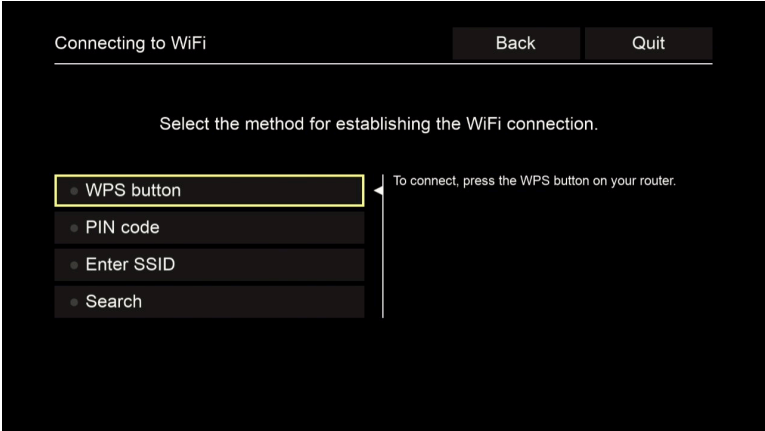 Connecting to WiFi
Back
Quit
Select the method for establishing the WiFi connection.
WPS button
To connect, press the WPS button on your router.
PIN code
Enter SSID
Search